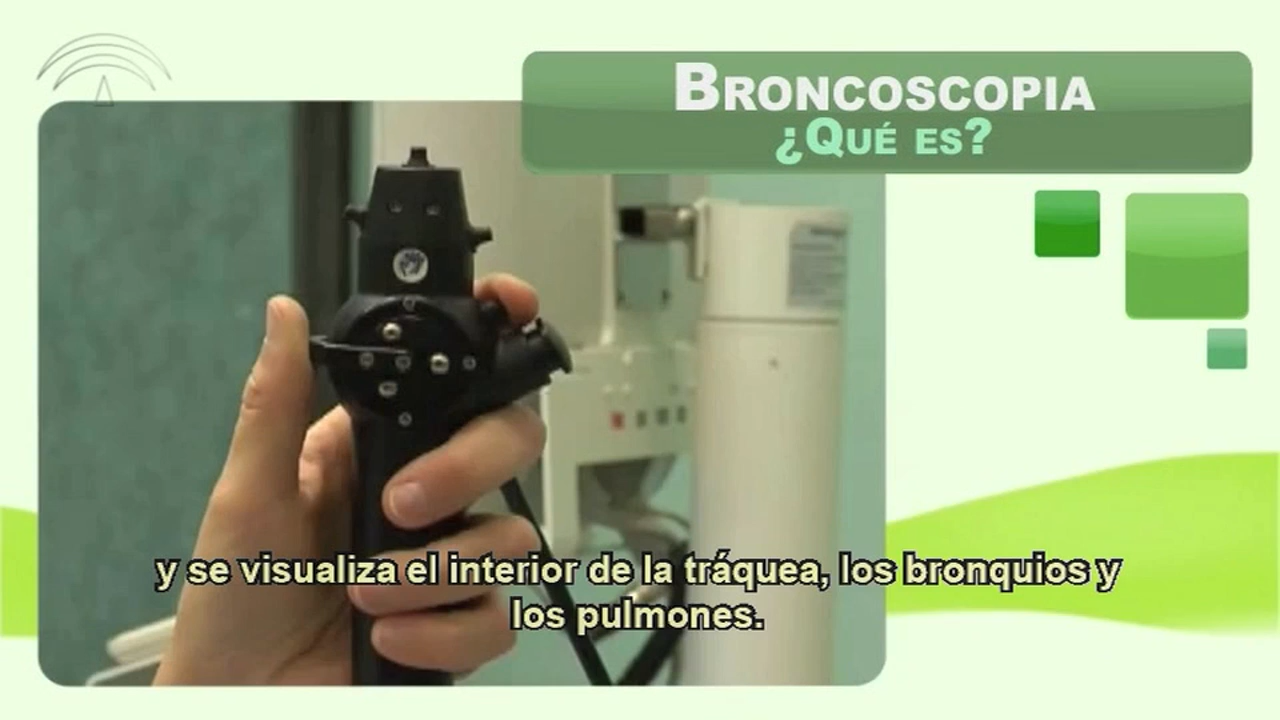 BRONCOSCOPIA
¿QUÉ ES?
y se visualiza el interior de la tráquea, los bronquios y
los pulmones.